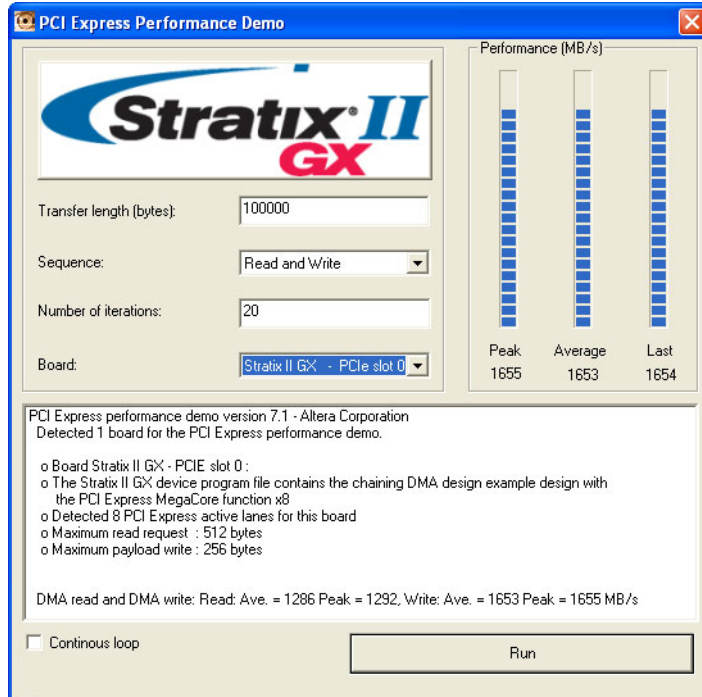 PCI Express Performance Demo
Stratix® II
GX
Transfer length (bytes):
100000
Sequence:
Read and Write
Number of iterations:
20
Board:
Stratix II GX - PCIe slot 0
Performance (MB/s)
Peak Average Last
1655 1653 1654
PCI Express performance demo version 7.1 - Altera Corporation
Detected 1 board for the PCI Express performance demo.
o Board Stratix II GX - PCIE slot 0 :
o The Stratix II GX device program file contains the chaining DMA design example design with
the PCI Express MegaCore function x8
o Detected 8 PCI Express active lanes for this board
o Maximum read request : 512 bytes
o Maximum payload write : 256 bytes
DMA read and DMA write: Read: Ave. = 1286 Peak = 1292, Write: Ave. = 1653 Peak = 1655 MB/s
Continous loop
Run